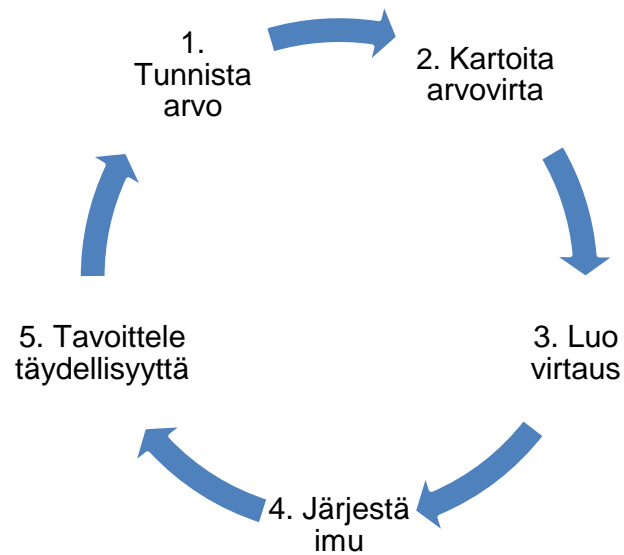 1.
Tunnista
arvo
2. Kartoita
arvovirta
3. Luo
virtaus
4. Järjestä
imu
5. Tavoittele
täydellisyyttä